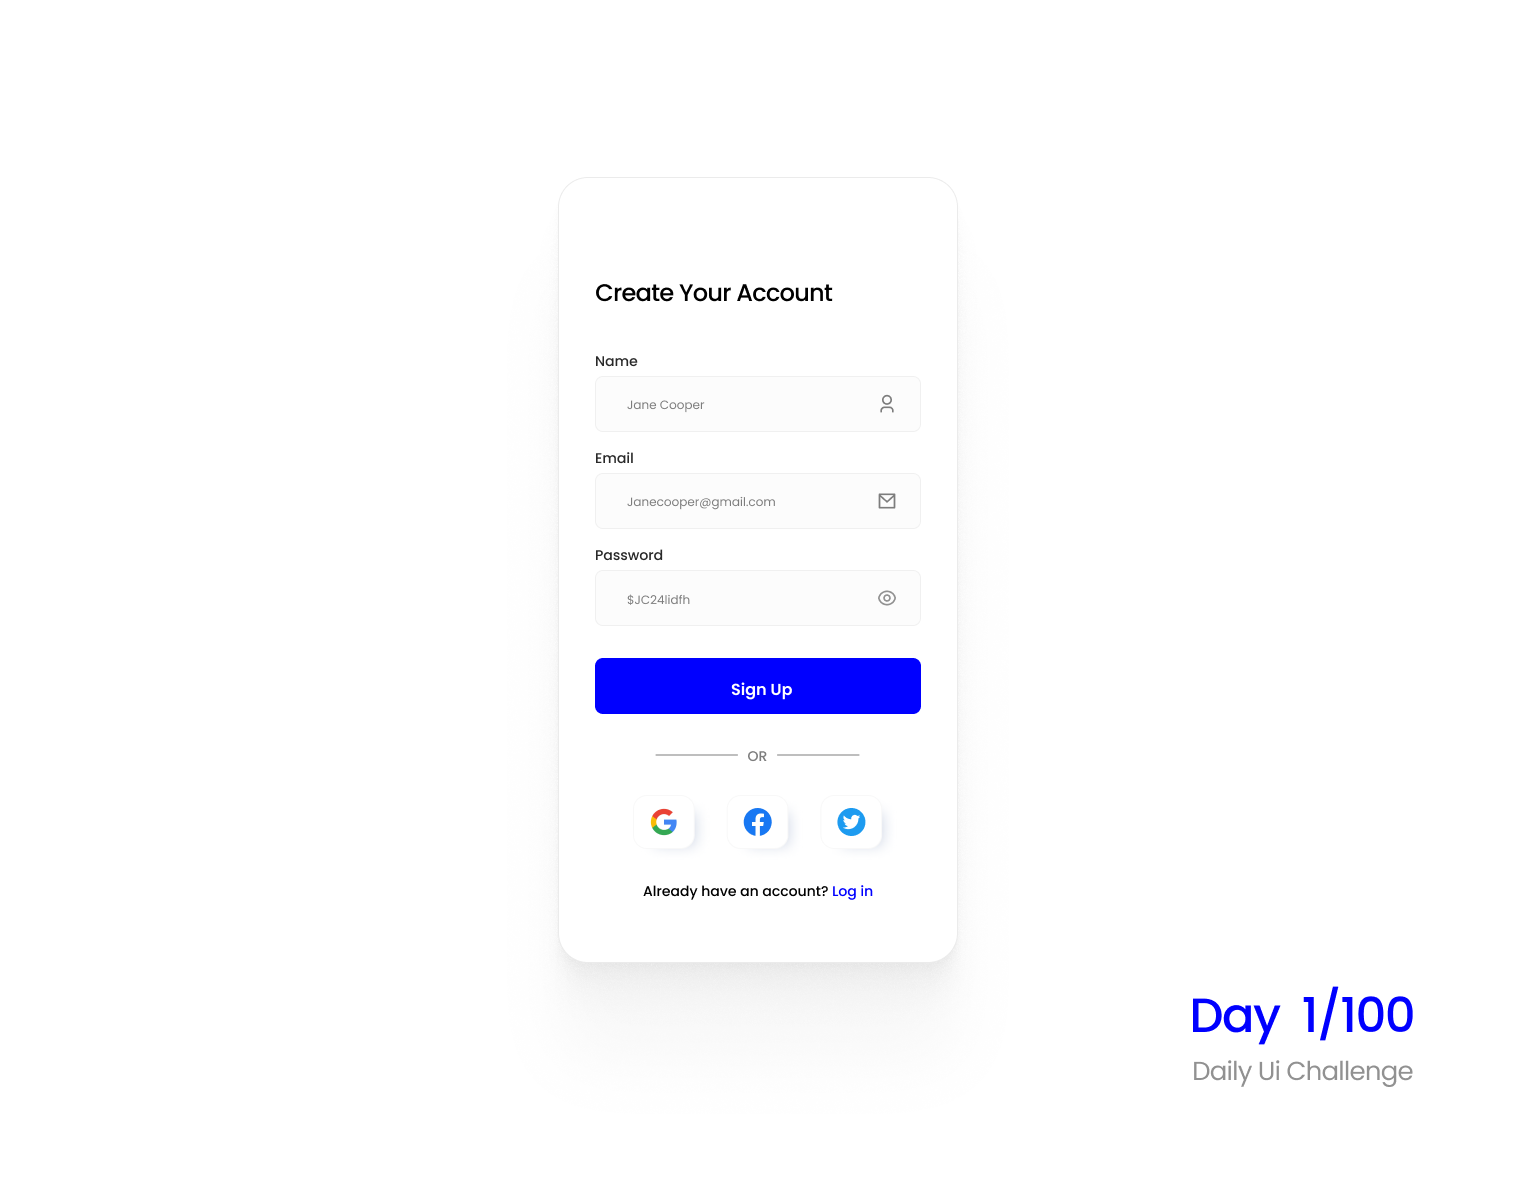 Create Your Account
Name
Jane Cooper
Email
Janecooper@gmail.com
Password
$JC24lidfh
Sign Up
OR
Already have an account? Log in
Day 1/100
Daily Ui Challenge